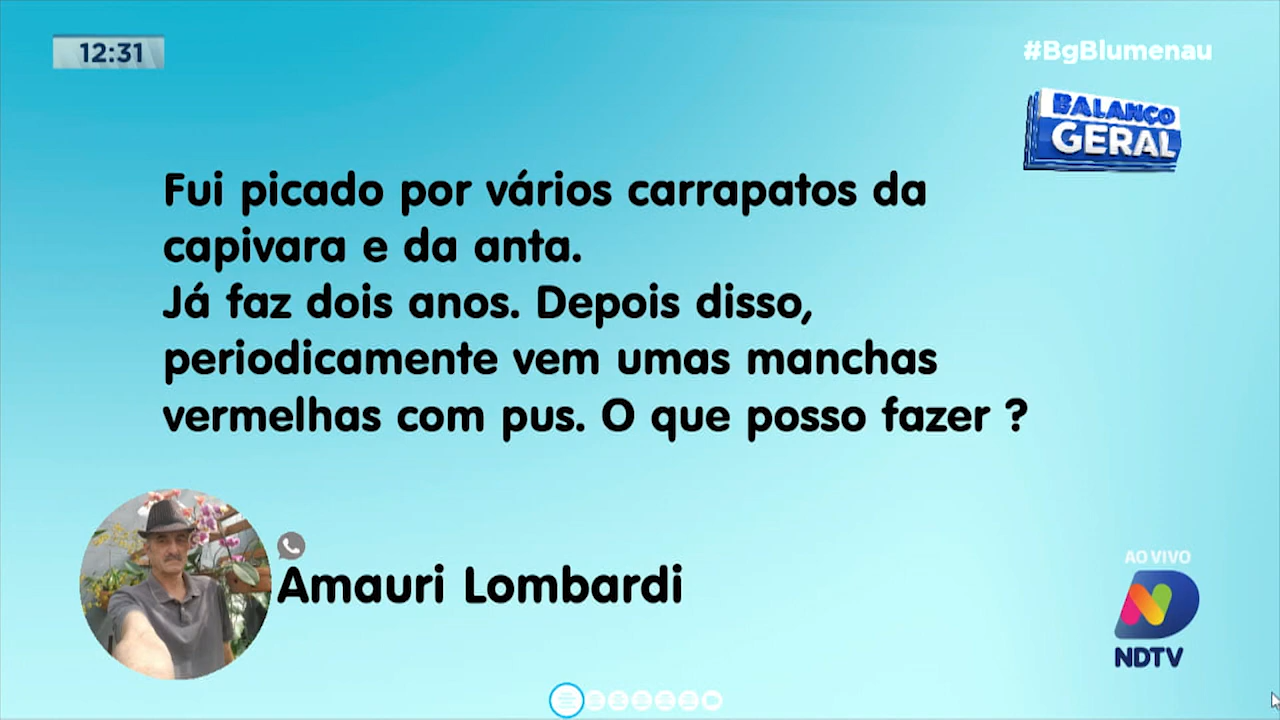 12:31
#BgBlumenau
BALANÇO
GERAL
Fui picado por vários carrapatos da
capivara e da anta.
Já faz dois anos. Depois disso,
periodicamente vem umas manchas
vermelhas com pus. O que posso fazer ?
Amauri Lombardi
AO VIVO
N
NDTV